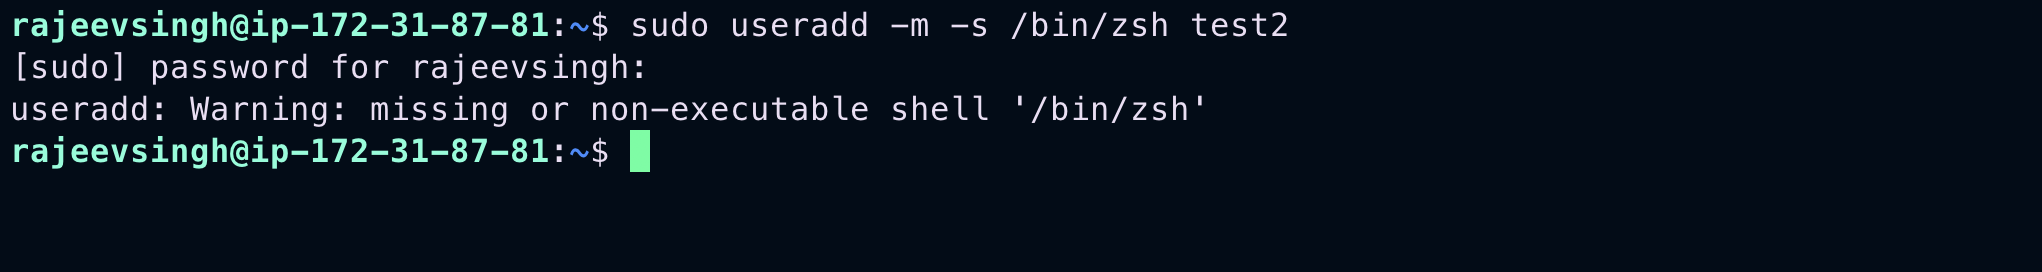 rajeevsingh@ip-172-31-87-81:~$ sudo useradd -m -s /bin/zsh test2
[sudo] password for rajeevsingh:
useradd: Warning: missing or non-executable shell '/bin/zsh'
rajeevsingh@ip-172-31-87-81:~$